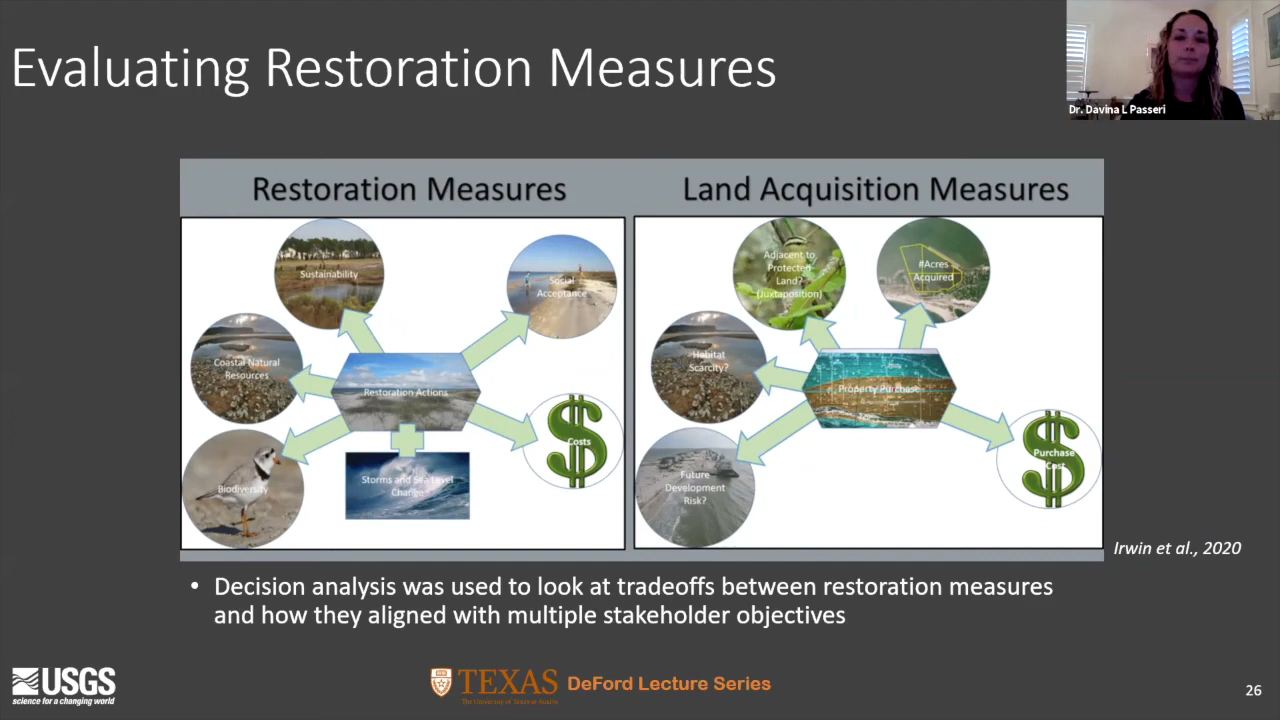 Evaluating Restoration Measures
Dr. Davina L Passeri
Restoration Measures
Sustainability
Social
Acceptance
Coastal Natural
Resources
Restoration Actions
Costs
Biodiversity
Storms and Sea Level
Change
Land Acquisition Measures
Adjacent to
Protected
Land?
(Juxtaposition)
#Acres
Acquired
Habitat
Scarcity?
Property Purchase
Future
Development
Risk?
Purchase
Cost
Irwin et al., 2020
• Decision analysis was used to look at tradeoffs between restoration measures
and how they aligned with multiple stakeholder objectives
USGS
science for a changing world
TEXAS
The University of Texas at Austin
DeFord Lecture Series
26